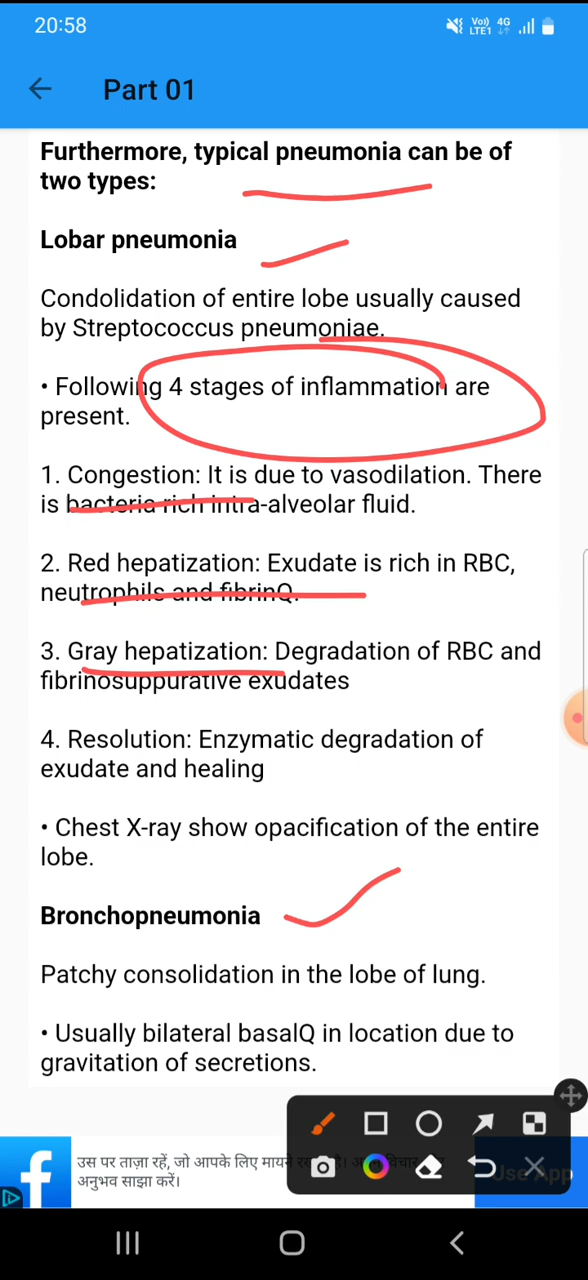 20:58
Vo)) 4G
LTE1
Part 01
Furthermore, typical pneumonia can be of
two types:
Lobar pneumonia
Condolidation of entire lobe usually caused
by Streptococcus pneumoniae.
• Following 4 stages of inflammation are
present.
1. Congestion: It is due to vasodilation. There
is bacteria rich intra-alveolar fluid.
2. Red hepatization: Exudate is rich in RBC,
neutrophils and fibrinQ.
3. Gray hepatization: Degradation of RBC and
fibrinosuppurative exudates
4. Resolution: Enzymatic degradation of
exudate and healing
• Chest X-ray show opacification of the entire
lobe.
Bronchopneumonia
Patchy consolidation in the lobe of lung.
• Usually bilateral basalQ in location due to
gravitation of secretions.
उस पर ताज़ा रहें, जो आपके लिए मायने
अनुभव साझा करें।
Use App